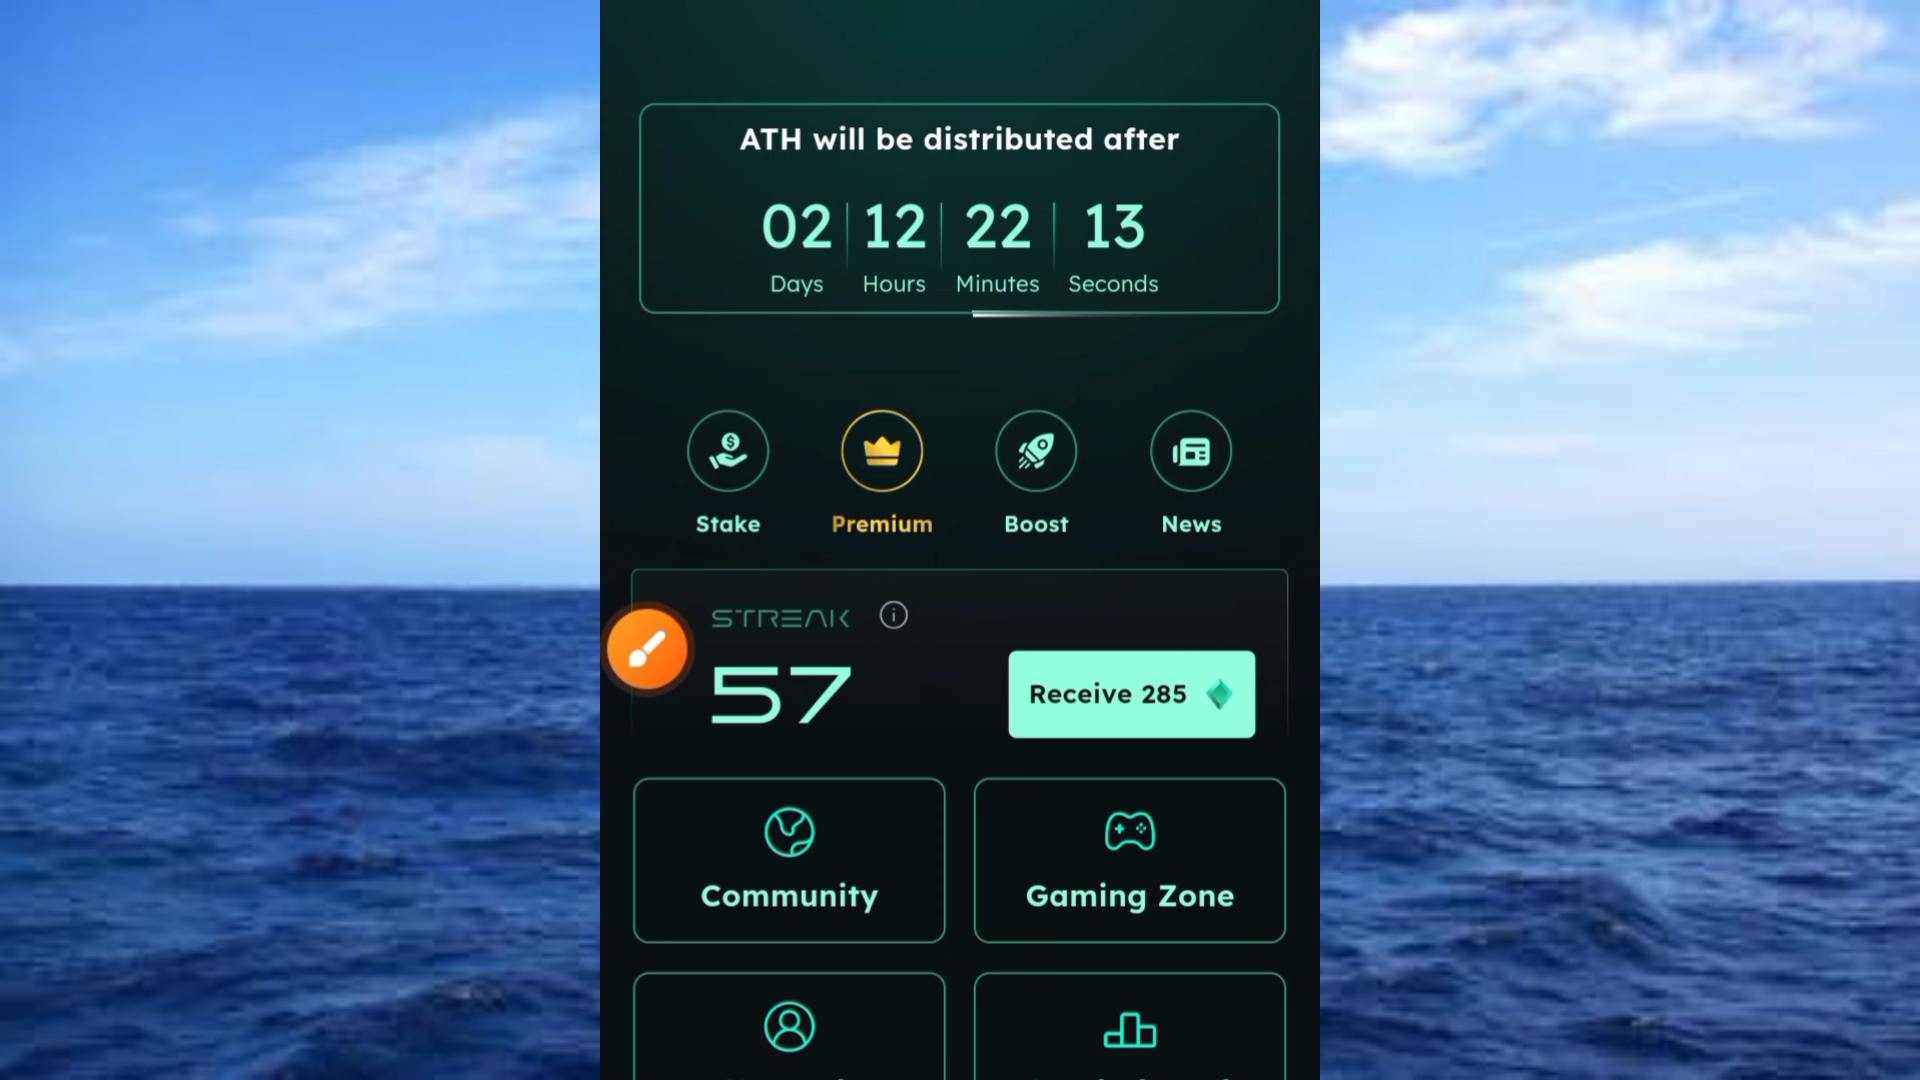 ATH will be distributed after
02 12 22 13
Days Hours Minutes Seconds
Stake Premium Boost News
STREAK
57
Receive 285
Community Gaming Zone